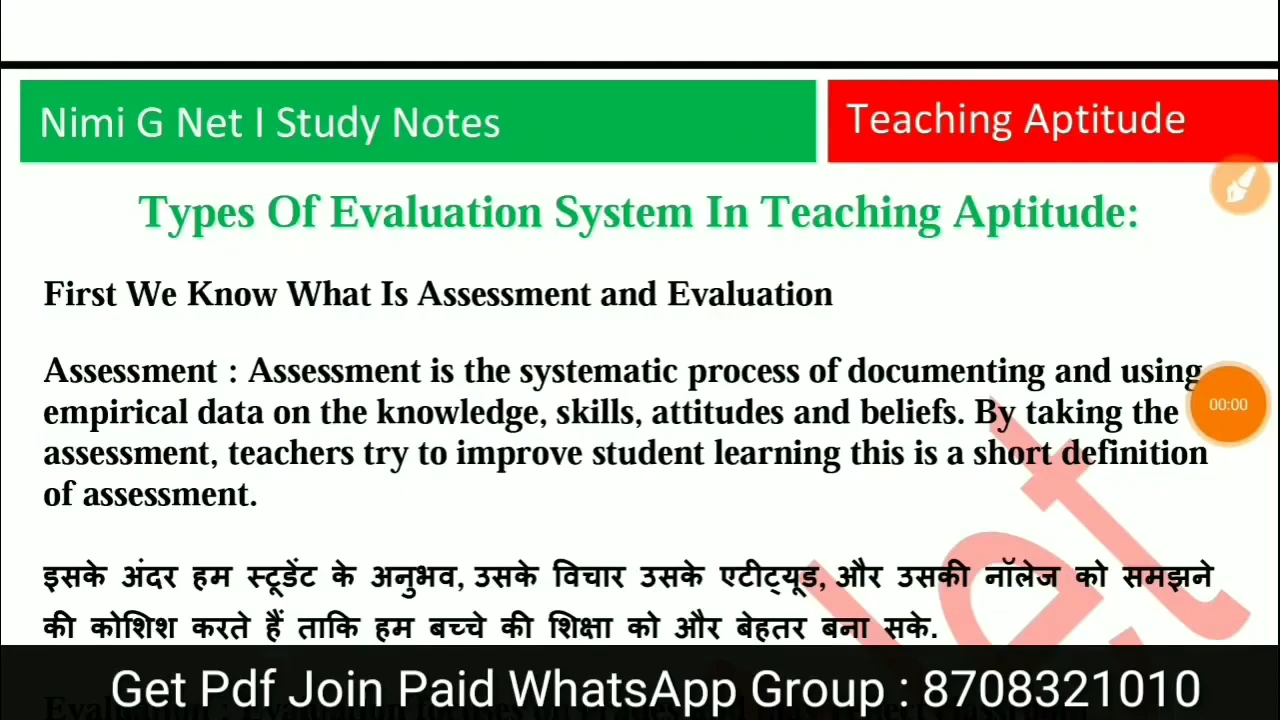 Nimi G Net I Study Notes
Teaching Aptitude
Types Of Evaluation System In Teaching Aptitude:
First We Know What Is Assessment and Evaluation
Assessment : Assessment is the systematic process of documenting and using
empirical data on the knowledge, skills, attitudes and beliefs. By taking the
assessment, teachers try to improve student learning this is a short definition
of assessment.
00:00
इसके अंदर हम स्टूडेंट के अनुभव, उसके विचार उसके एटीट्यूड, और उसकी नॉलेज को समझने
की कोशिश करते हैं ताकि हम बच्चे की शिक्षा को और बेहतर बना सके.
Get Pdf Join Paid WhatsApp Group : 8708321010